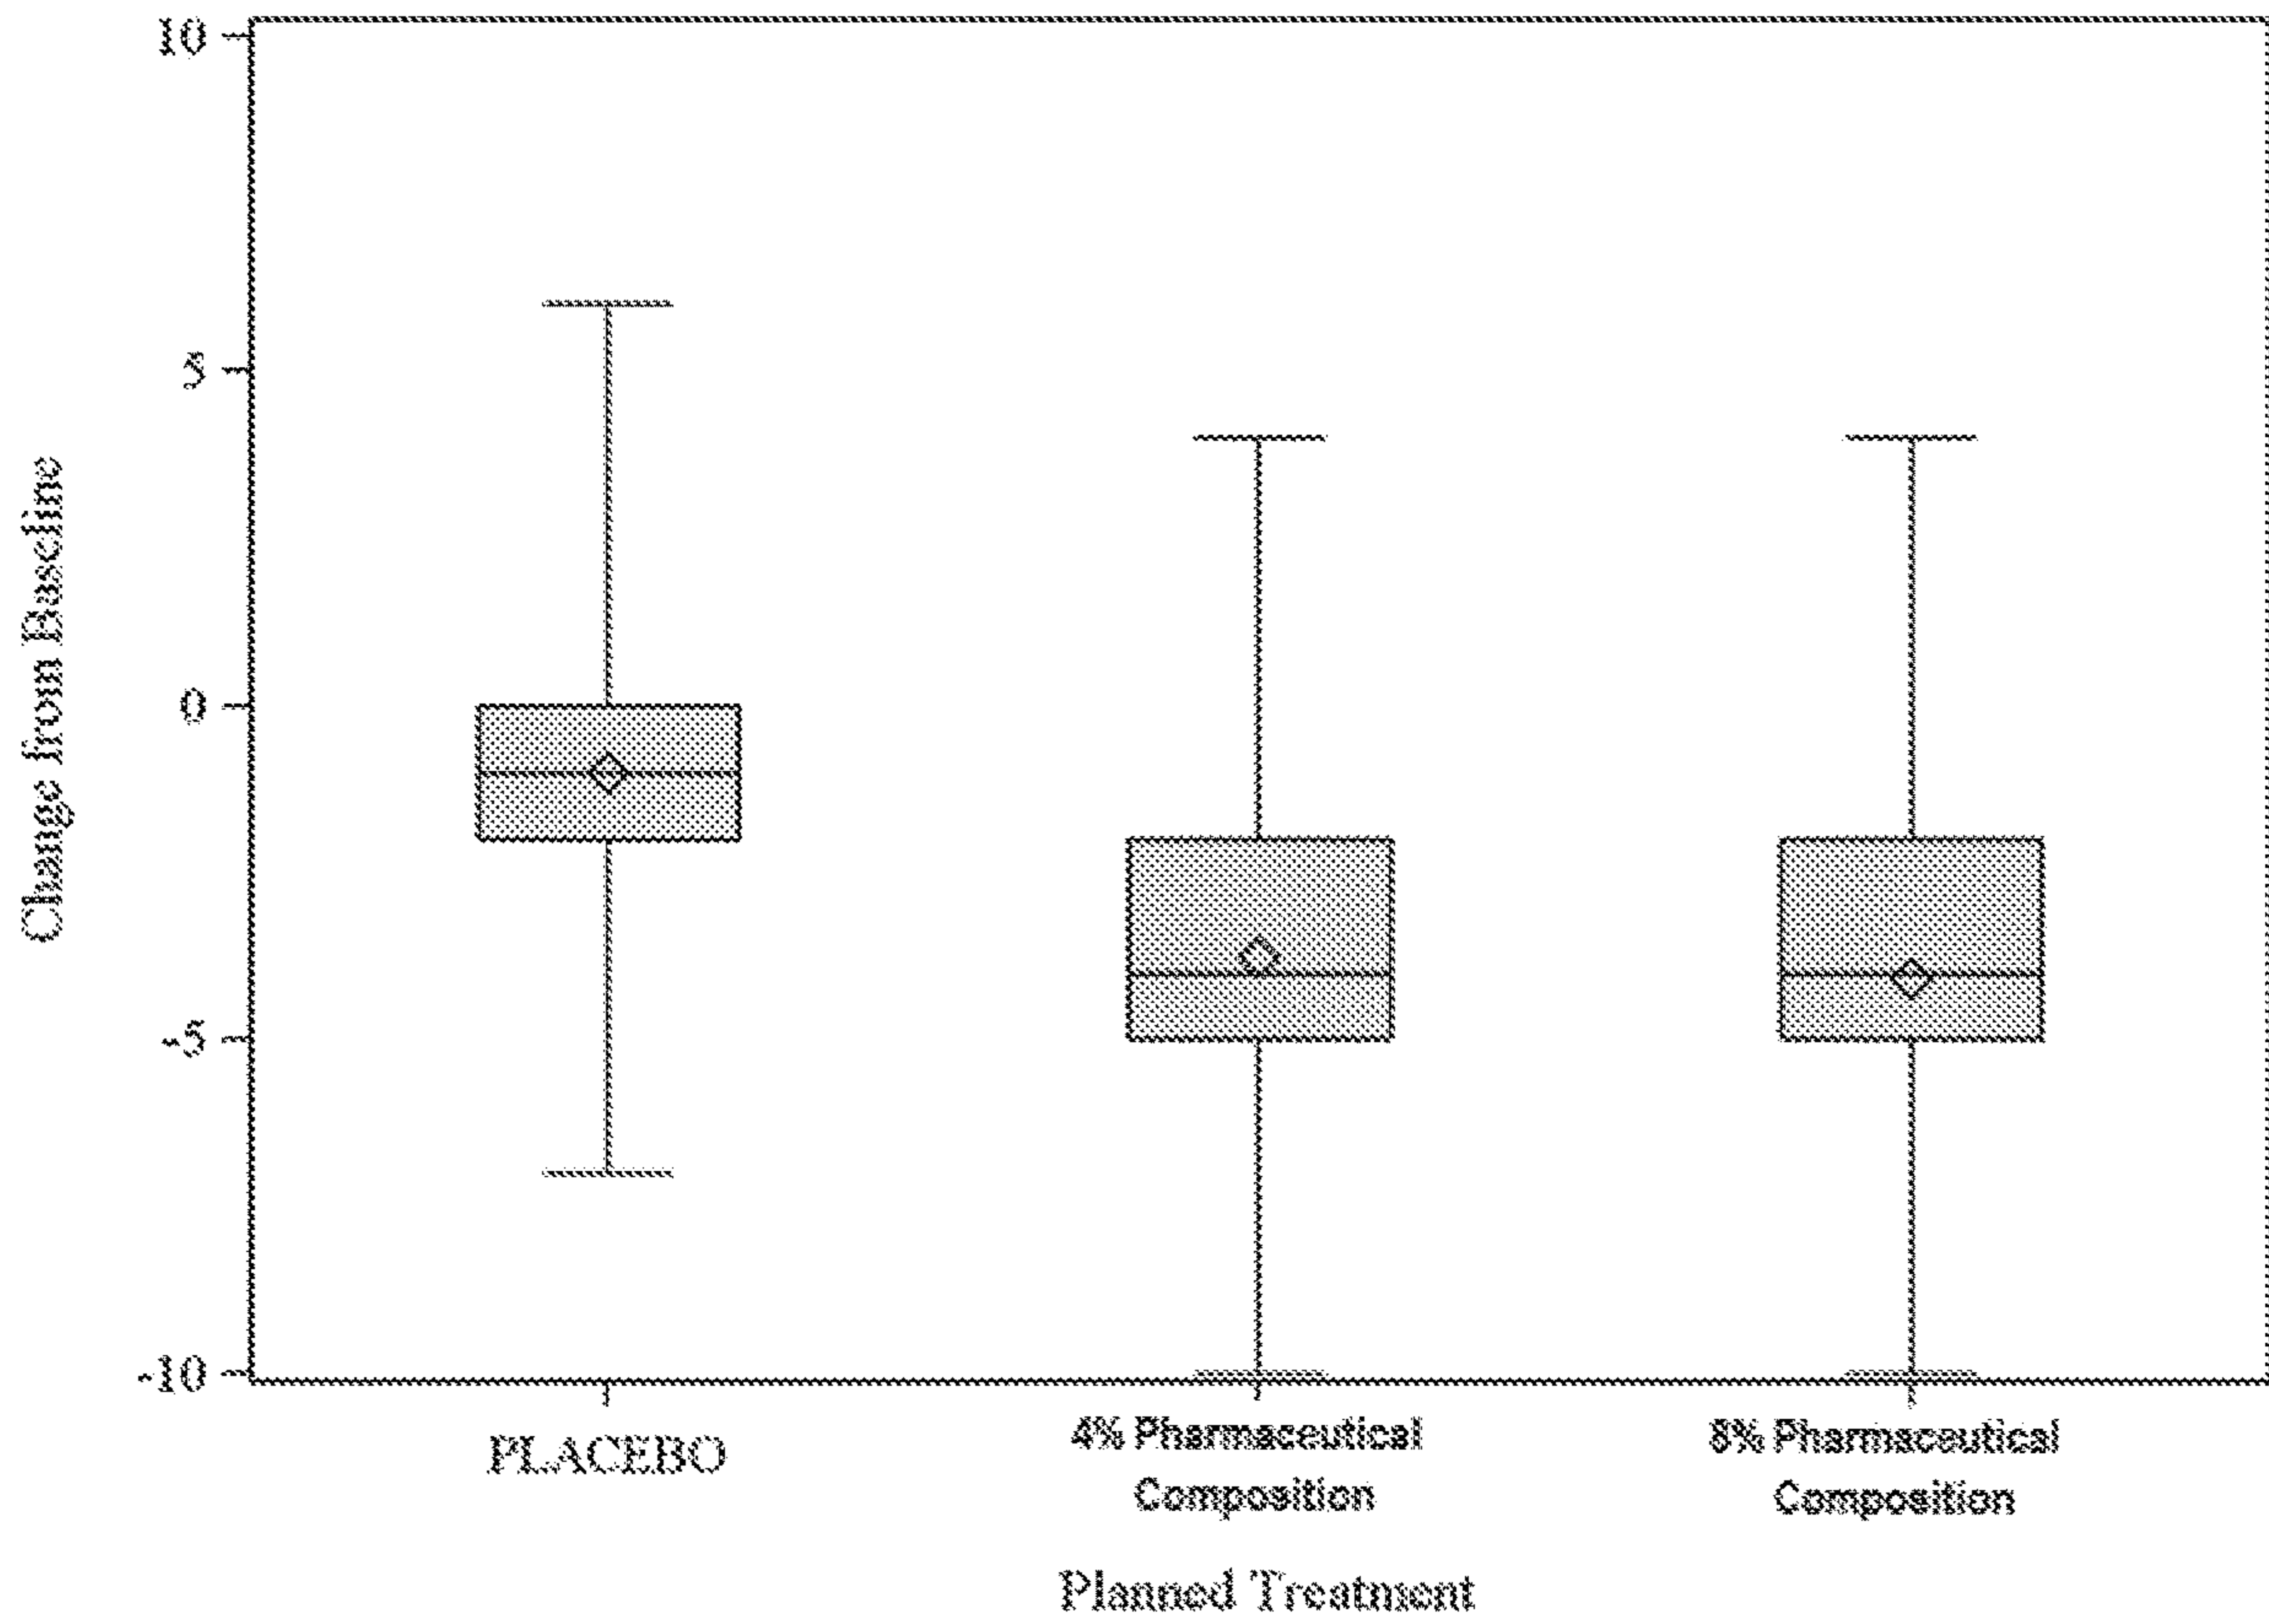 10
5
0
-5
-10
Change from Baseline
PLACEBO
4% Pharmaceutical
Composition
8% Pharmaceutical
Composition
Planned Treatment